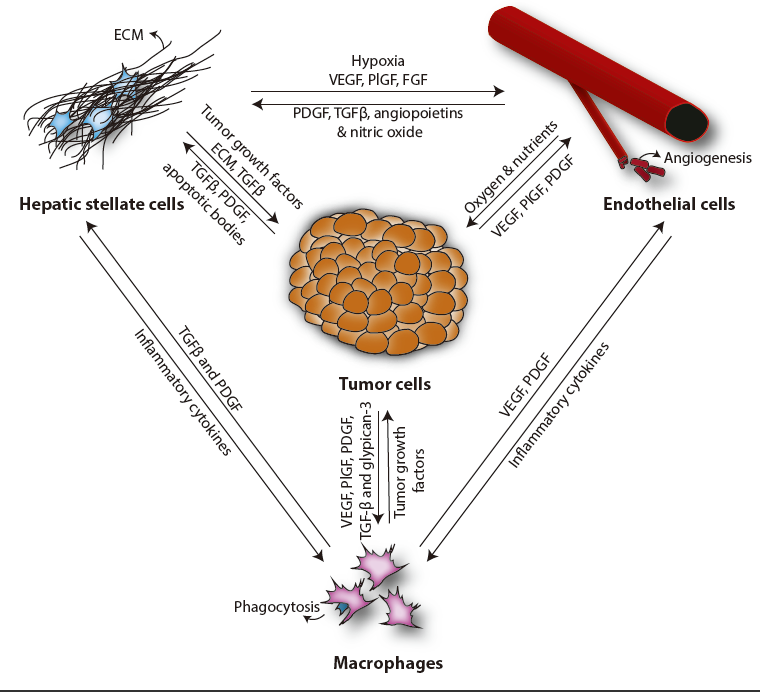 ECM
Hypoxia
VEGF, PlGF, FGF
PDGF, TGFβ, angiopoietins
& nitric oxide
Angiogenesis
Hepatic stellate cells
Endothelial cells
Tumor growth factors
ECM, TGFβ
TGFβ, PDGF,
apoptotic bodies
Oxygen & nutrients
VEGF, PlGF, PDGF
Tumor cells
TGFβ and PDGF
Inflammatory cytokines
VEGF, PDGF
Inflammatory cytokines
VEGF, PlGF, PDGF,
TGF-β and glypican-3
Tumor growth
factors
Phagocytosis
Macrophages